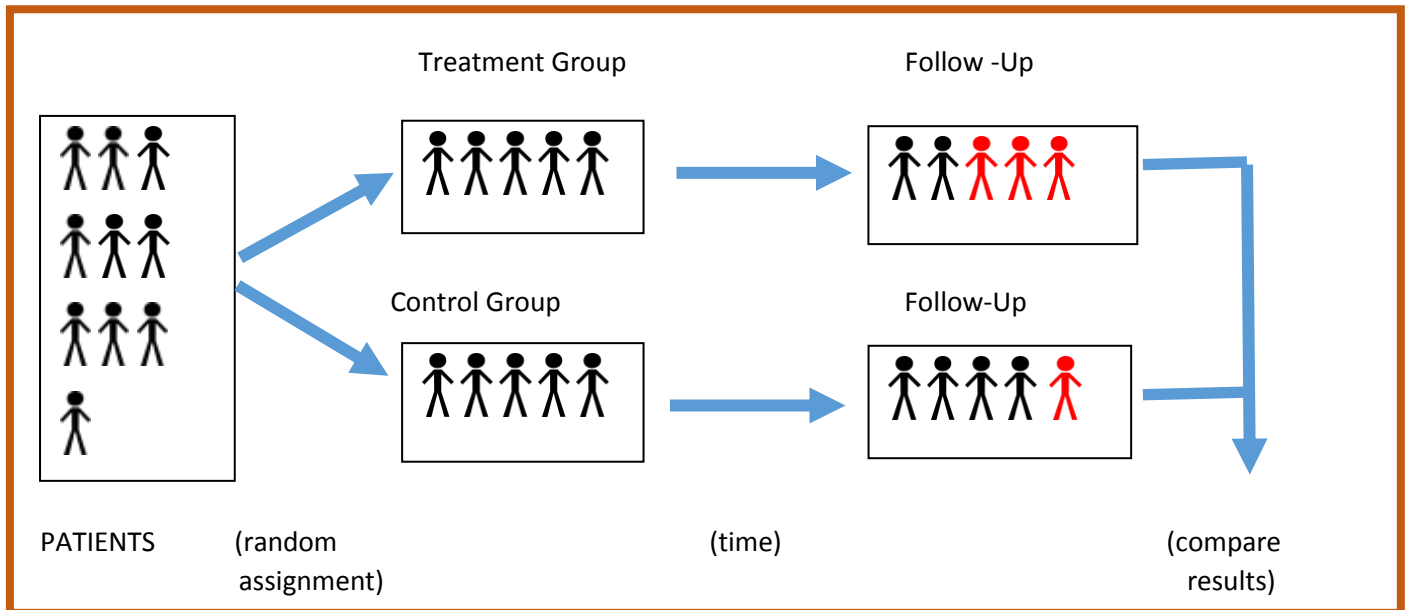 Treatment Group
Follow -Up
Control Group
Follow-Up
PATIENTS
(random
assignment)
(time)
(compare
results)